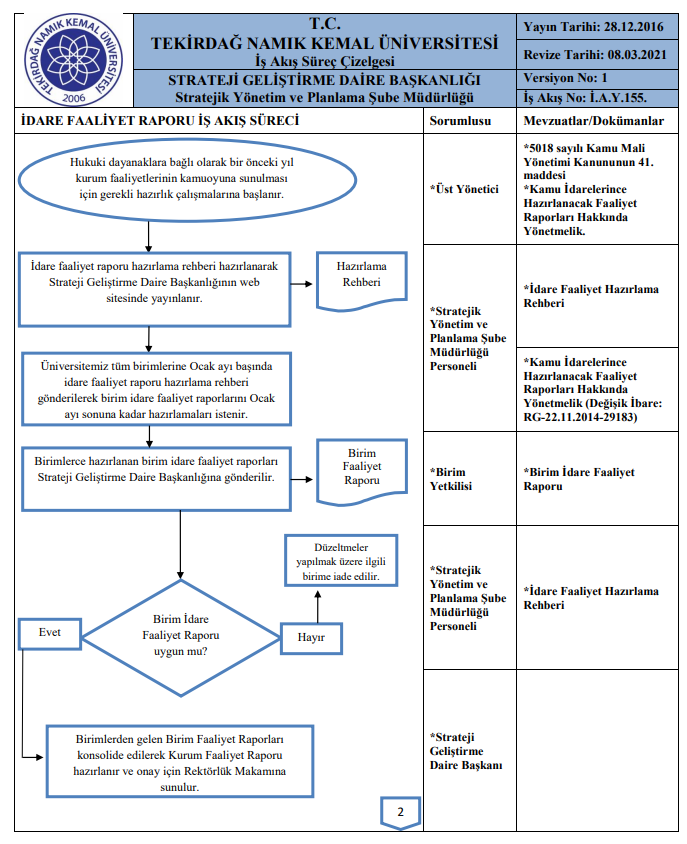 TEKİRDAĞ NAMIK KEMAL ÜNİVERSİTESİ
2006
T.C.
TEKİRDAĞ NAMIK KEMAL ÜNİVERSİTESİ
İş Akış Süreç Çizelgesi
STRATEJİ GELİŞTİRME DAİRE BAŞKANLIĞI
Stratejik Yönetim ve Planlama Şube Müdürlüğü
Yayın Tarihi: 28.12.2016
Revize Tarihi: 08.03.2021
Versiyon No: 1
İş Akış No: İ.A.Y.155.
İDARE FAALİYET RAPORU İŞ AKIŞ SÜRECİ
Sorumlusu
Mevzuatlar/Dokümanlar
Hukuki dayanaklara bağlı olarak bir önceki yıl
kurum faaliyetlerinin kamuoyuna sunulması
için gerekli hazırlık çalışmalarına başlanır.
*Üst Yönetici
*5018 sayılı Kamu Mali
Yönetimi Kanununun 41.
maddesi
*Kamu İdarelerince
Hazırlanacak Faaliyet
Raporları Hakkında
Yönetmelik.
İdare faaliyet raporu hazırlama rehberi hazırlanarak
Strateji Geliştirme Daire Başkanlığının web
sitesinde yayınlanır.
Hazırlama
Rehberi
*Stratejik
Yönetim ve
Planlama Şube
Müdürlüğü
Personeli
*İdare Faaliyet Hazırlama
Rehberi
Üniversitemiz tüm birimlerine Ocak ayı başında
idare faaliyet raporu hazırlama rehberi
gönderilerek birim idare faaliyet raporlarını Ocak
ayı sonuna kadar hazırlamaları istenir.
*Kamu İdarelerince
Hazırlanacak Faaliyet
Raporları Hakkında
Yönetmelik (Değişik İbare:
RG-22.11.2014-29183)
Birimlerce hazırlanan birim idare faaliyet raporları
Strateji Geliştirme Daire Başkanlığına gönderilir.
Birim
Faaliyet
Raporu
*Birim
Yetkilisi
*Birim İdare Faaliyet
Raporu
Düzeltmeler
yapılmak üzere ilgili
birime iade edilir.
*Stratejik
Yönetim ve
Planlama Şube
Müdürlüğü
Personeli
*İdare Faaliyet Hazırlama
Rehberi
Evet
Birim İdare
Faaliyet Raporu
uygun mu?
Hayır
Birimlerden gelen Birim Faaliyet Raporları
konsolide edilerek Kurum Faaliyet Raporu
hazırlanır ve onay için Rektörlük Makamına
sunulur.
*Strateji
Geliştirme
Daire Başkanı
2